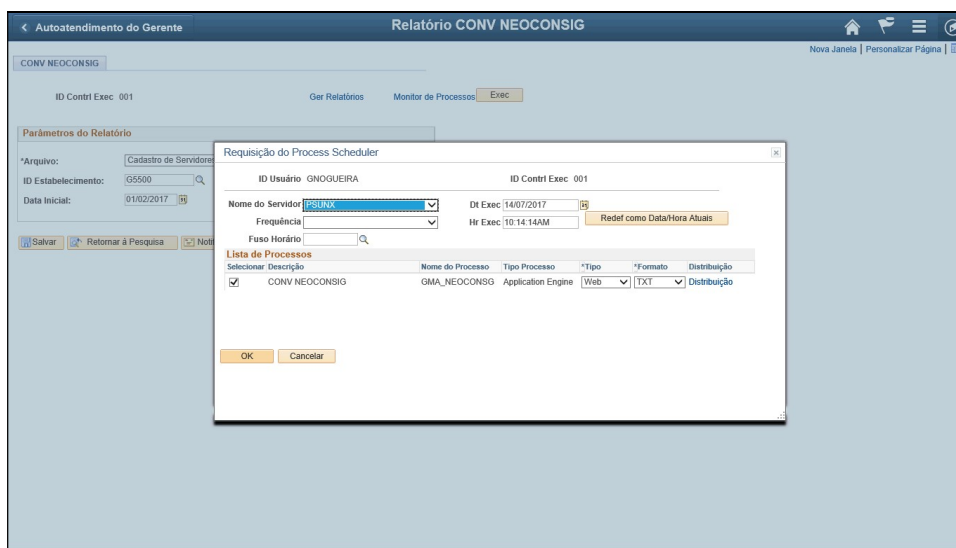 Autoatendimento do Gerente Relatório CONV NEOCONSIG
Nova Janela | Personalizar Página |
CONV NEOCONSIG
ID Contrl Exec 001 Ger Relatórios Monitor de Processos Exec
Parâmetros do Relatório
*Arquivo: Cadastro de Servidores
ID Estabelecimento: G5500
Data Inicial: 01/02/2017
Salvar Retornar à Pesquisa Noti
Requisição do Process Scheduler
ID Usuário GNOGUEIRA ID Contrl Exec 001
Nome do Servidor PSUNX Dt Exec 14/07/2017
Frequência Hr Exec 10:14:14AM Redef como Data/Hora Atuais
Fuso Horário
Lista de Processos
Selecionar Descrição Nome do Processo Tipo Processo *Tipo *Formato Distribuição
CONV NEOCONSIG GMA_NEOCONSG Application Engine Web TXT Distribuição
OK Cancelar